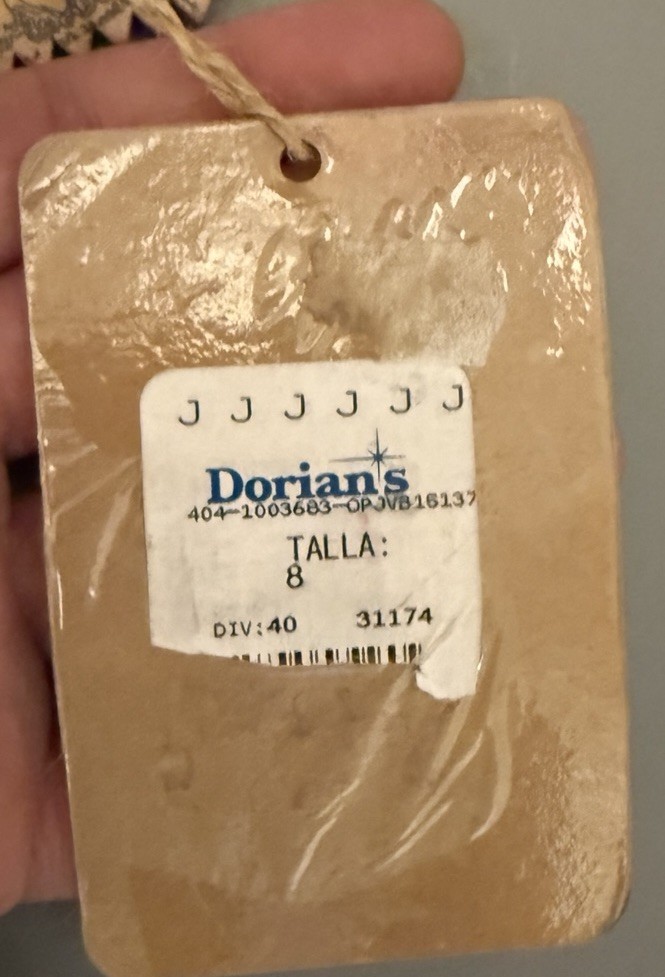 J J J J J J
Dorian's
404-1003683-OPJVB16137
TALLA:
8
DIV:40 31174